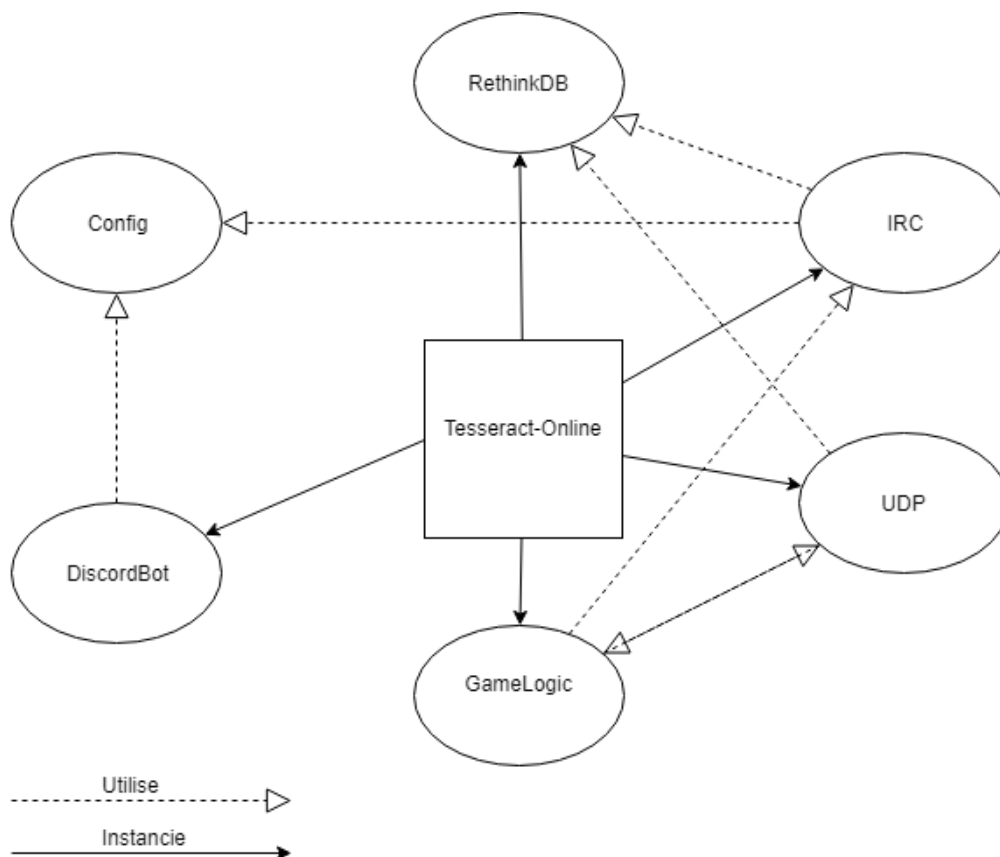 RethinkDB
Config
IRC
Tesseract-Online
UDP
DiscordBot
GameLogic
Utilise
Instancie